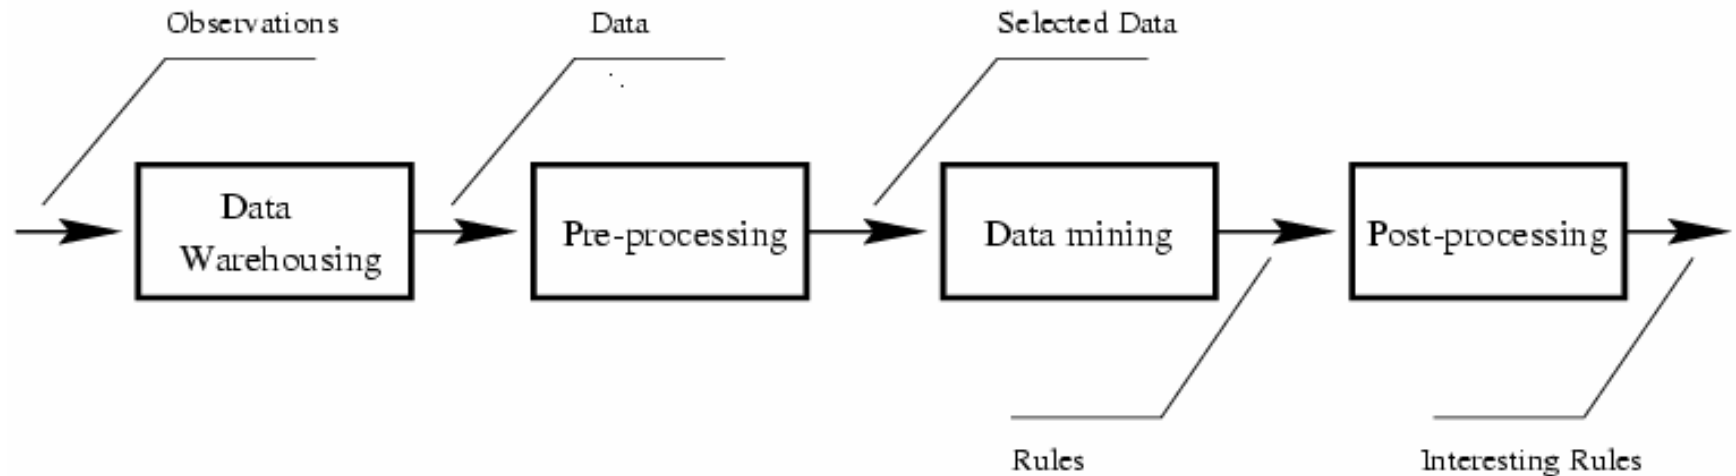 Observations
Data
Selected Data
Data
Warehousing
Pre-processing
Data mining
Post-processing
Rules
Interesting Rules